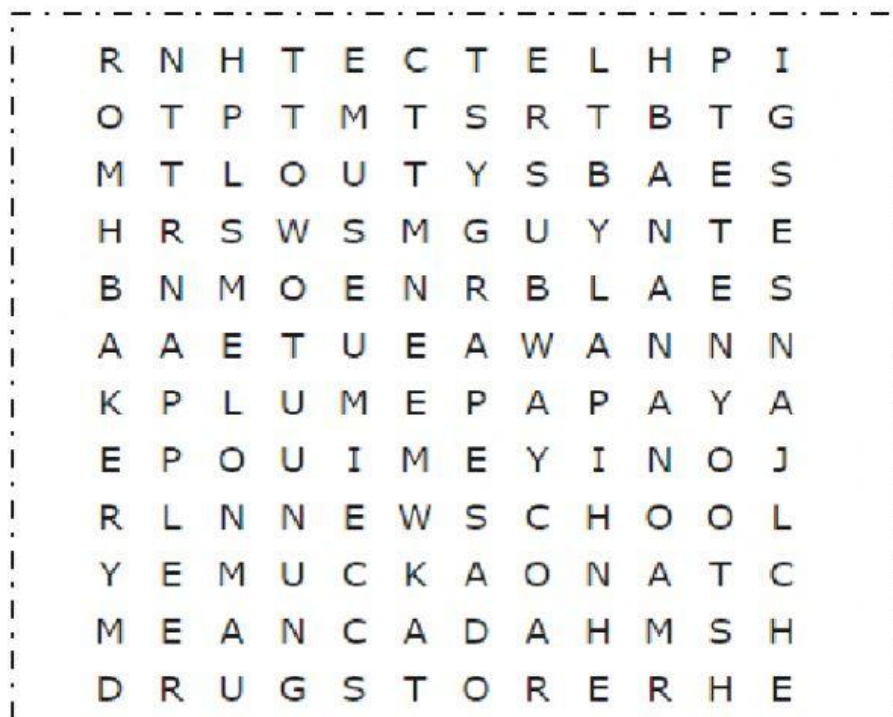 R N H T E C T E L H P I
O T P T M T S R T B T G
M T L O U T Y S B A E S
H R S W S M G U Y N T E
B N M O E N R B L A E S
A A E T U E A W A N N N
K P L U M E P A P A Y A
E P O U I M E Y I N O J
R L N N E W S C H O O L
Y E M U C K A O N A T C
M E A N C A D A H M S H
D R U G S T O R E R H E